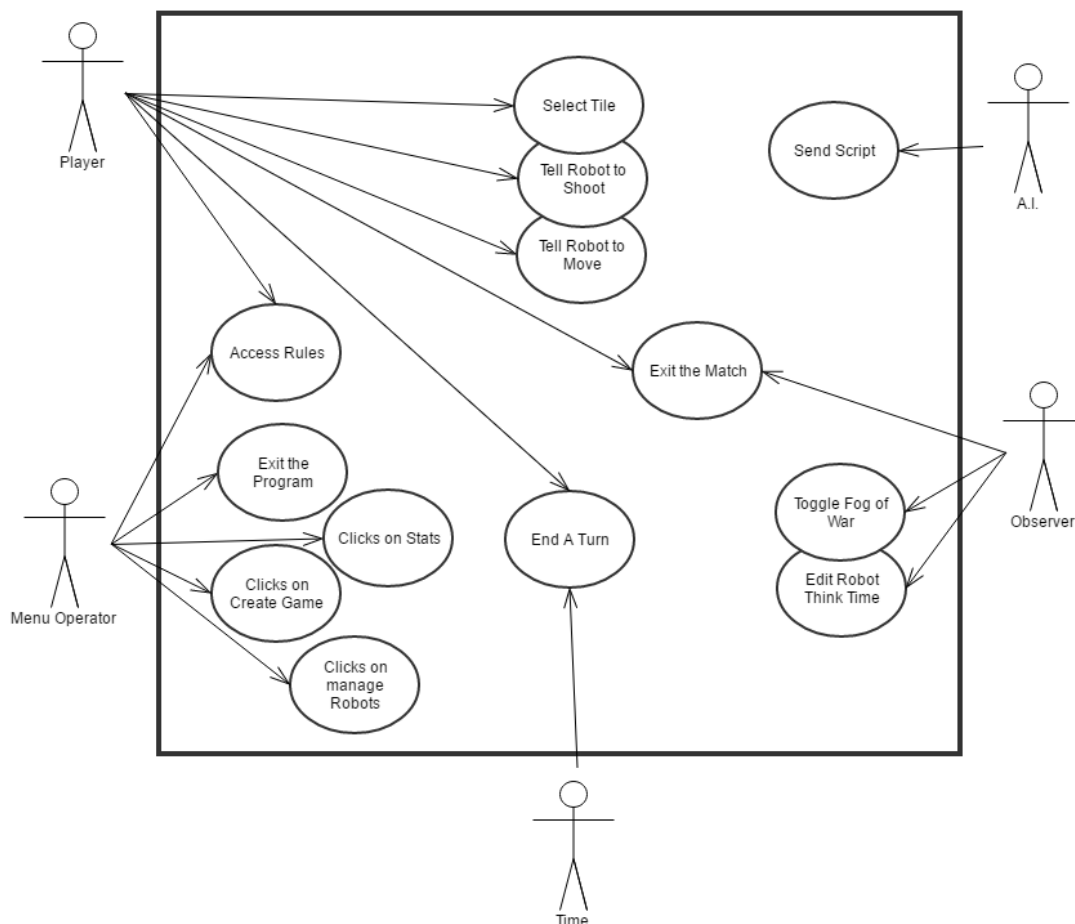 Player
Select Tile
Send Script
Tell Robot to
Shoot
A.I.
Tell Robot to
Move
Access Rules
Exit the Match
Exit the
Program
Toggle Fog of
War
Observer
Clicks on Stats
End A Turn
Menu Operator
Clicks on
Create Game
Edit Robot
Think Time
Clicks on
manage
Robots
Time